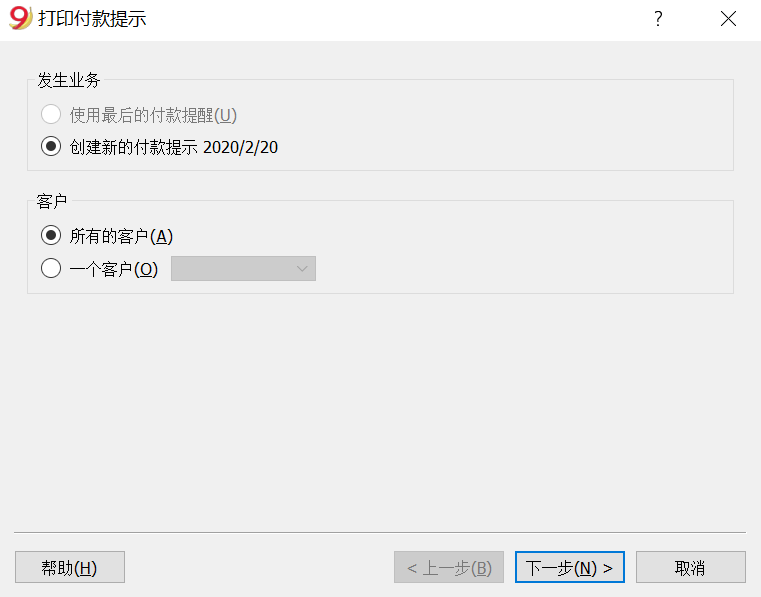 打印付款提示
发生业务
使用最后的付款提醒(U)
创建新的付款提示 2020/2/20
客户
所有的客户(A)
一个客户(O)
帮助(H)
< 上一步(B)
下一步(N) >
取消